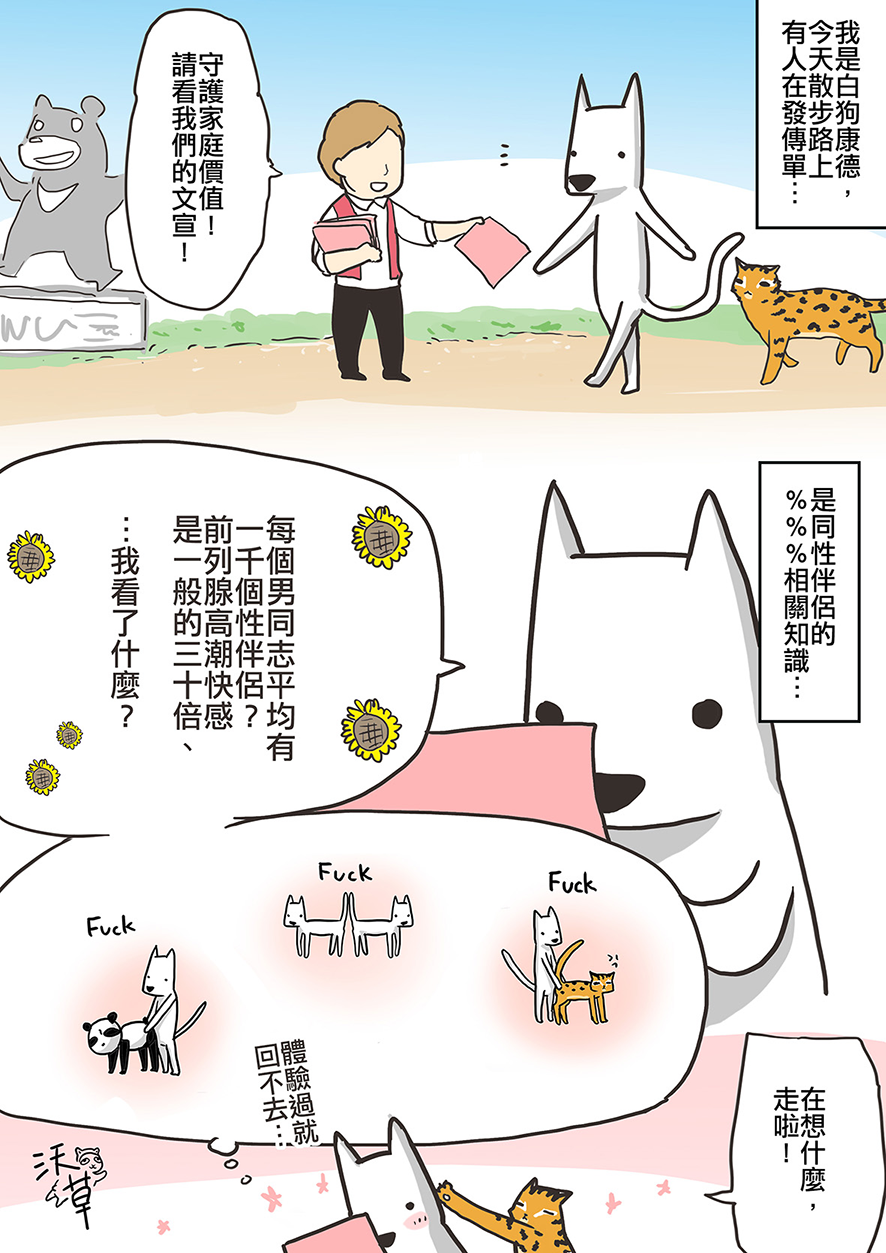 我是白狗康德，
今天散步路上
有人在發傳單…
…
守護家庭價值！
請看我們的文宣！
WU三
是同性伴侶的
％％％相關知識…
每個男同志平均有
一千個性伴侶？
前列腺高潮快感
是一般的三十倍、
…我看了什麼？
Fuck
Fuck
Fuck
體驗過就
回不去…
在想什麼，
走啦！
沃草